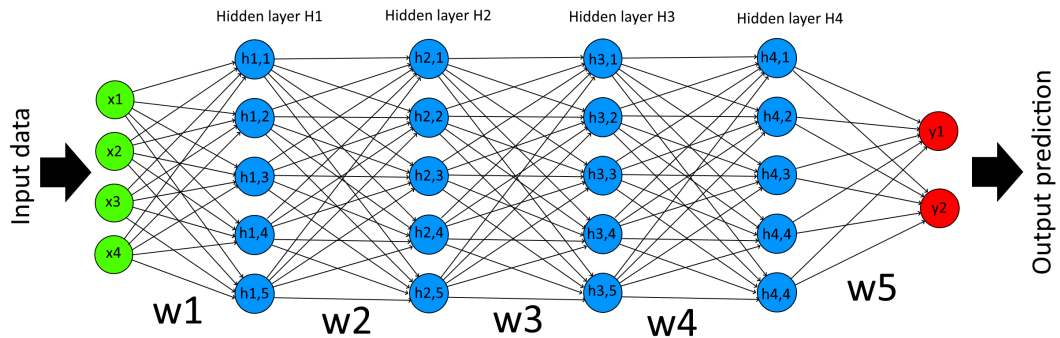 Hidden layer H1
Hidden layer H2
Hidden layer H3
Hidden layer H4
Input data
x1
x2
x3
x4
h1,1
h1,2
h1,3
h1,4
h1,5
h2,1
h2,2
h2,3
h2,4
h2,5
h3,1
h3,2
h3,3
h3,4
h3,5
h4,1
h4,2
h4,3
h4,4
h4,4
y1
y2
Output prediction
w1
w2
w3
w4
w5